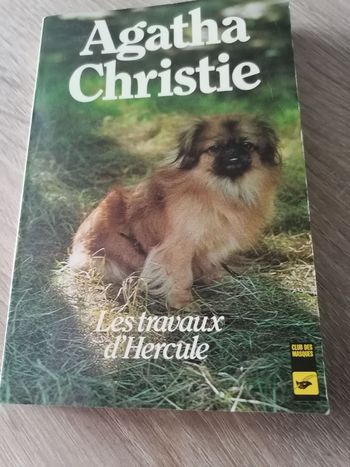 Agatha
Christie
Les travaux
d'Hercule
CLUB DES
MASQUES